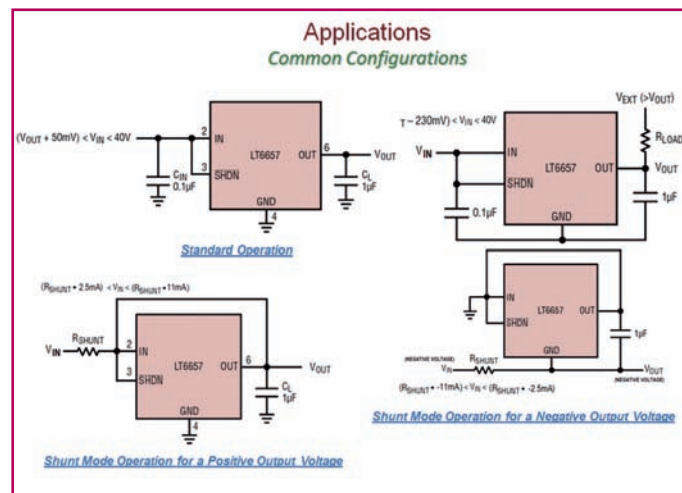 Applications
Common Configurations
(VOUT + 50mV) < VIN < 40V
2
IN
3
SHDN
LT6657
OUT
6
VOUT
GND
4
CIN
0.1µF
CL
1µF
Standard Operation
VEXT (>VOUT)
T – 230mV) < VIN < 40V
RLOAD
VIN
IN
SHDN
LT6657
OUT
VOUT
GND
0.1µF
1µF
(RSHUNT • 2.5mA) < VIN < (RSHUNT • 11mA)
RSHUNT
VIN
2
IN
3
SHDN
LT6657
OUT
6
VOUT
GND
4
CL
1µF
Shunt Mode Operation for a Positive Output Voltage
IN
SHDN
LT6657
OUT
GND
1µF
(NEGATIVE VOLTAGE)
VIN
RSHUNT
VOUT
(NEGATIVE VOLTAGE)
(RSHUNT • -11mA) < VIN < (RSHUNT • -2.5mA)
Shunt Mode Operation for a Negative Output Voltage